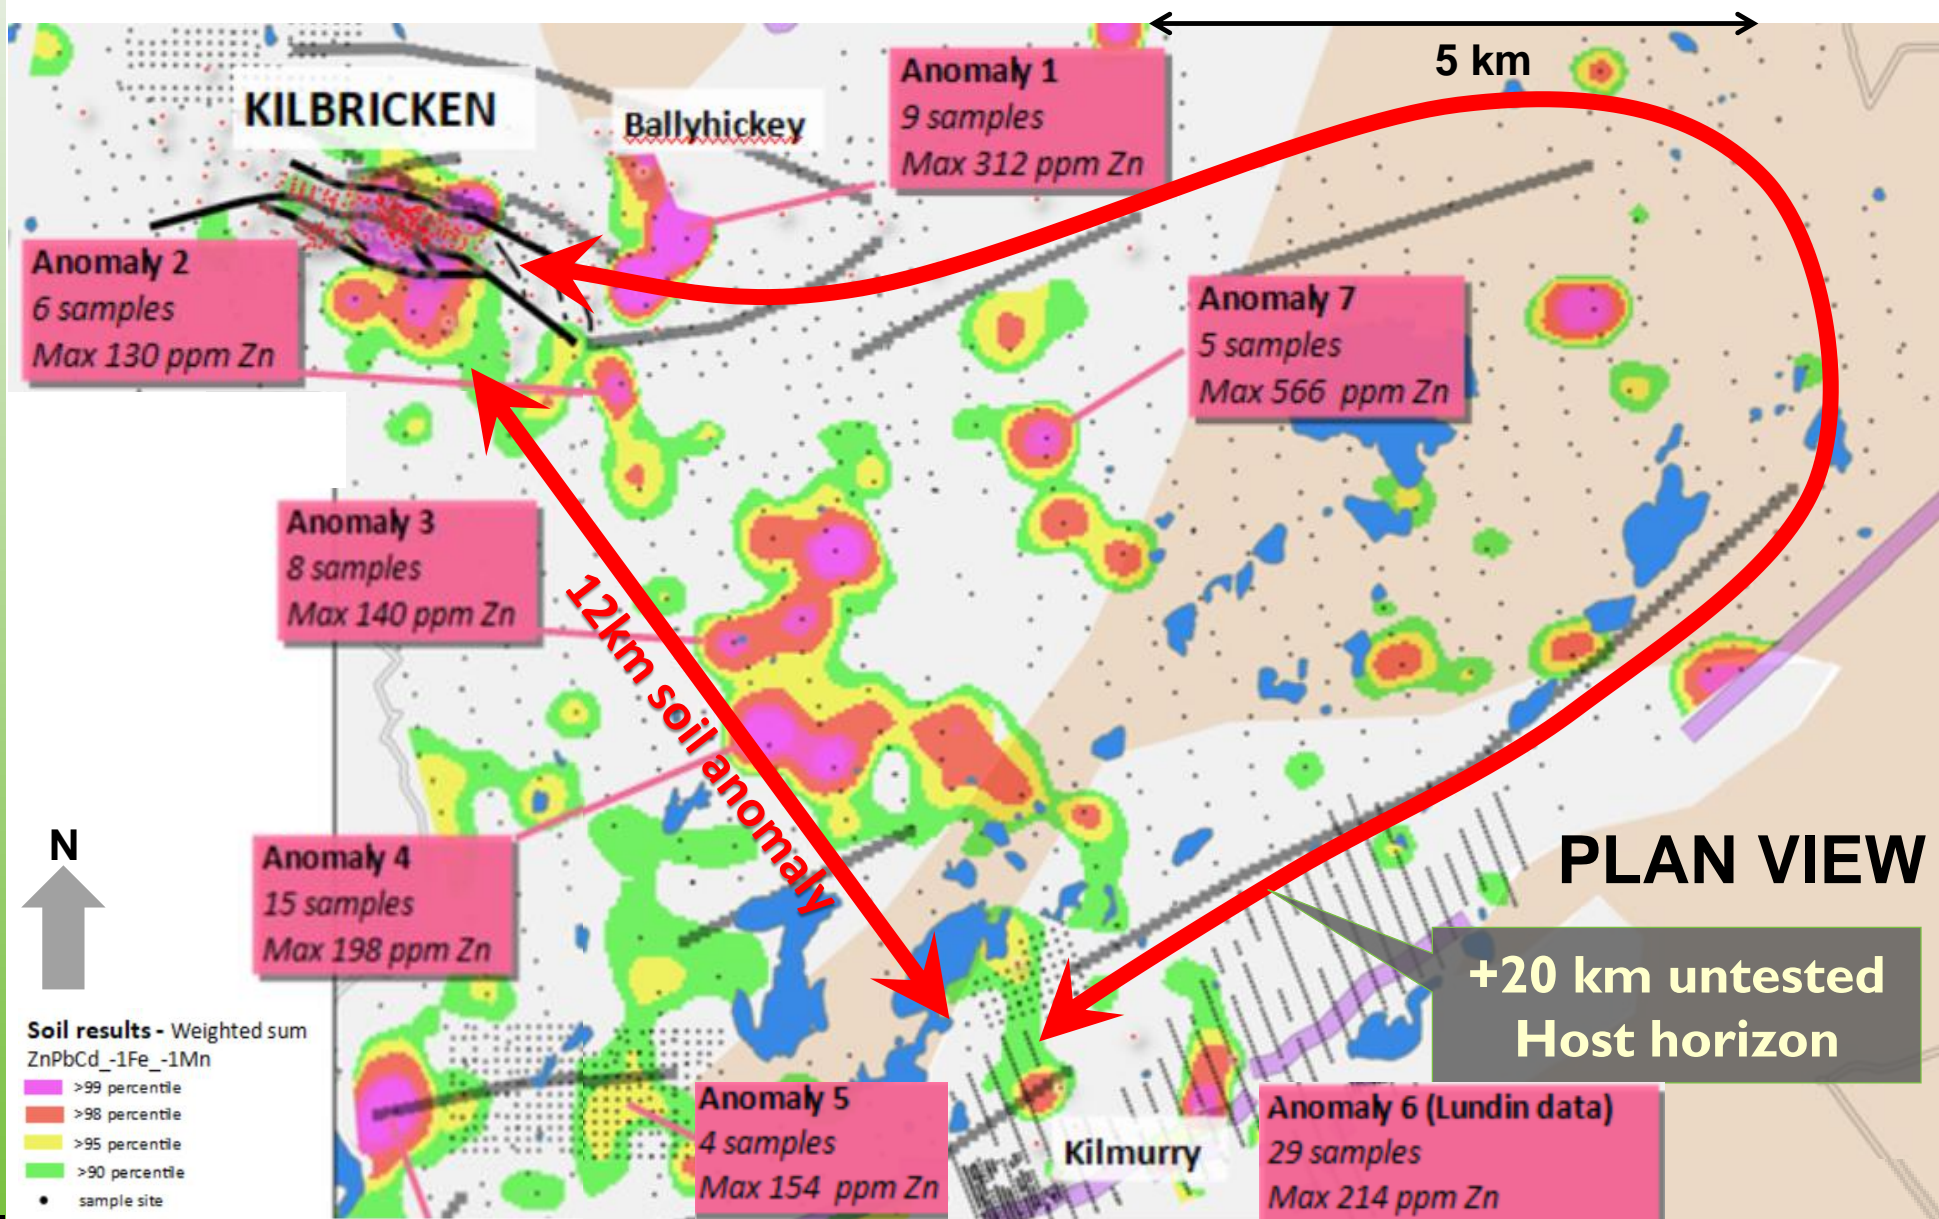 5 km
KILBRICKEN
Ballyhickey
Anomaly 1
9 samples
Max 312 ppm Zn
Anomaly 2
6 samples
Max 130 ppm Zn
Anomaly 7
5 samples
Max 566 ppm Zn
Anomaly 3
8 samples
Max 140 ppm Zn
12km soil anomaly
Anomaly 4
15 samples
Max 198 ppm Zn
N
PLAN VIEW
+20 km untested
Host horizon
Soil results - Weighted sum
ZnPbCd_-1Fe_-1Mn
>99 percentile
>98 percentile
>95 percentile
>90 percentile
sample site
Anomaly 5
4 samples
Max 154 ppm Zn
Kilmurry
Anomaly 6 (Lundin data)
29 samples
Max 214 ppm Zn